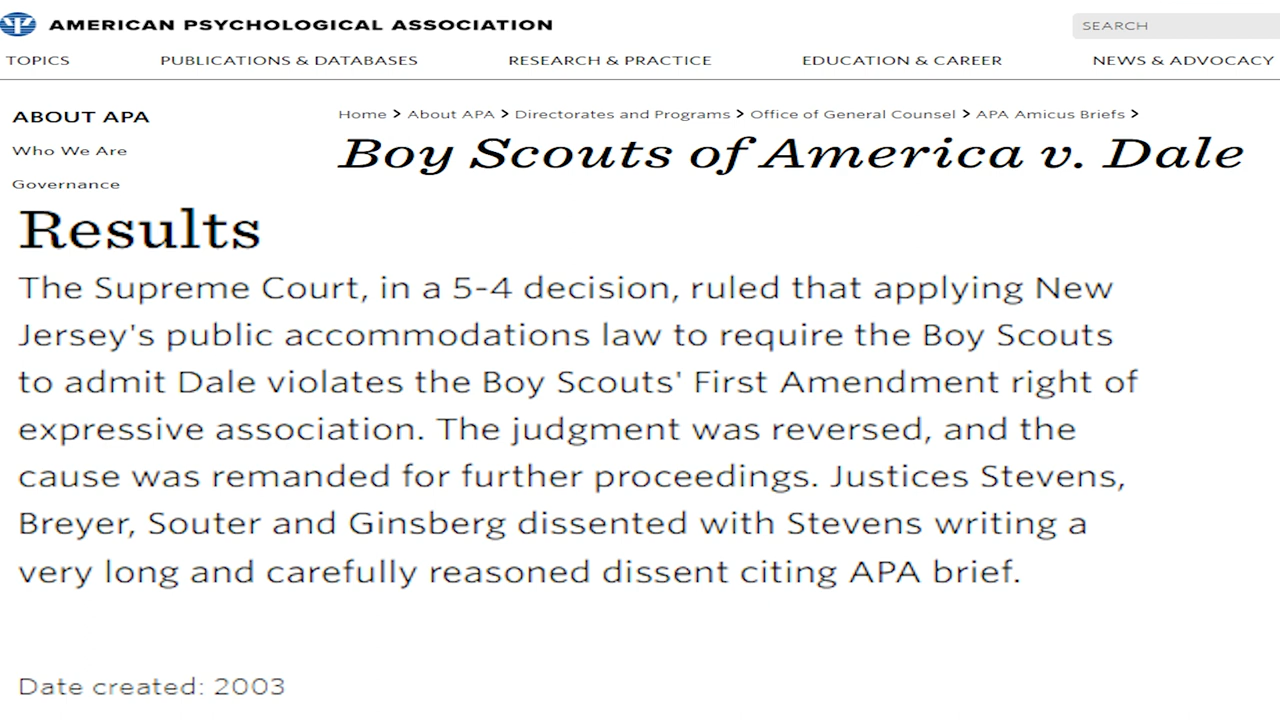 AMERICAN PSYCHOLOGICAL ASSOCIATION
SEARCH
TOPICS PUBLICATIONS & DATABASES RESEARCH & PRACTICE EDUCATION & CAREER NEWS & ADVOCACY
ABOUT APA
Who We Are
Governance
Home > About APA > Directorates and Programs > Office of General Counsel > APA Amicus Briefs >
Boy Scouts of America v. Dale
Results
The Supreme Court, in a 5-4 decision, ruled that applying New
Jersey's public accommodations law to require the Boy Scouts
to admit Dale violates the Boy Scouts' First Amendment right of
expressive association. The judgment was reversed, and the
cause was remanded for further proceedings. Justices Stevens,
Breyer, Souter and Ginsberg dissented with Stevens writing a
very long and carefully reasoned dissent citing APA brief.
Date created: 2003